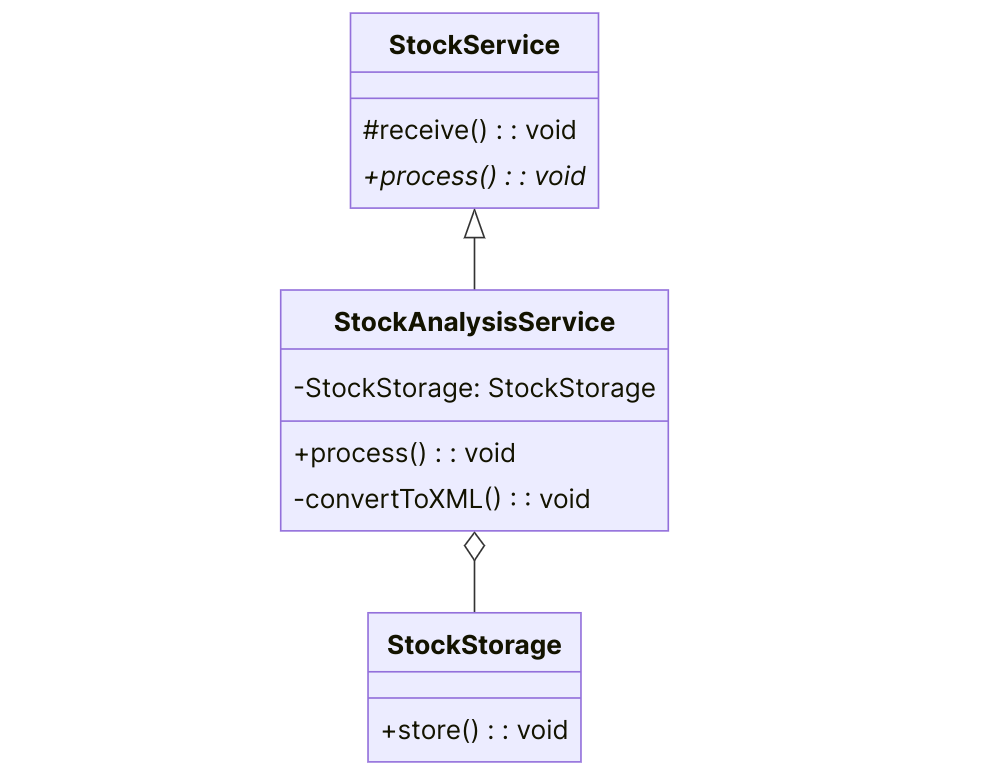 StockService
#receive() : : void
+process() : : void
StockAnalysisService
-StockStorage: StockStorage
+process() : : void
-convertToXML() : : void
StockStorage
+store() : : void